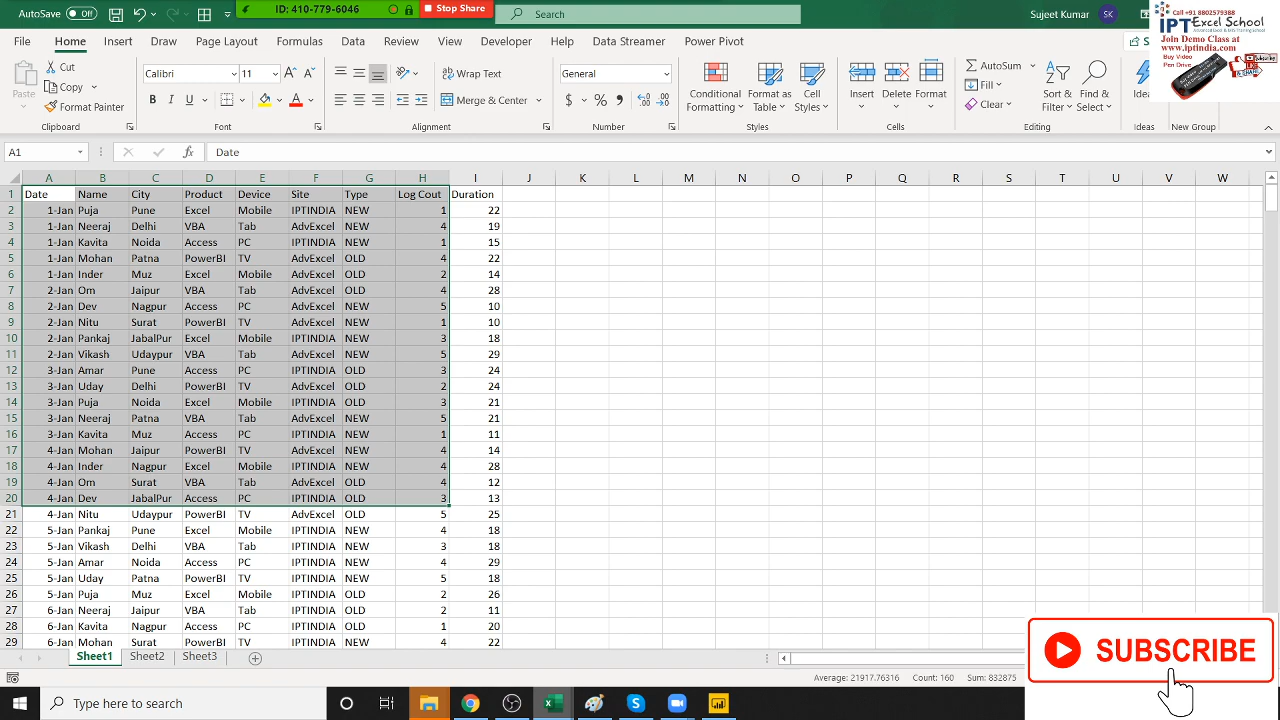 AutoSave Off ID: 410-779-6046 Stop Share Search Sujeet Kumar SK
Call +91 8802579388
IPT Excel School
Advanced Excel & MIS Training School
Join Demo Class at
www.iptindia.com
Buy Video
Pen Drive
File Home Insert Draw Page Layout Formulas Data Review View Developer Help Data Streamer Power Pivot
Cut
Copy
Format Painter
Paste
Calibri 11
B I U
Wrap Text
Merge & Center
General
Conditional Formatting
Format as Table
Cell Styles
Insert Delete Format
AutoSum
Fill
Clear
Sort & Filter
Find & Select
Ideas
Clipboard Font Alignment Number Styles Cells Editing Ideas New Group
A1 fx Date
A B C D E F G H I J K L M N O P Q R S T U V W
1 Date Name City Product Device Site Type Log Cout Duration
2 1-Jan Puja Pune Excel Mobile IPTINDIA NEW 1 22
3 1-Jan Neeraj Delhi VBA Tab AdvExcel NEW 4 19
4 1-Jan Kavita Noida Access PC IPTINDIA NEW 1 15
5 1-Jan Mohan Patna PowerBI TV AdvExcel OLD 4 22
6 1-Jan Inder Muz Excel Mobile IPTINDIA OLD 2 14
7 2-Jan Om Jaipur VBA Tab AdvExcel OLD 4 28
8 2-Jan Dev Nagpur Access PC AdvExcel NEW 5 10
9 2-Jan Nitu Surat PowerBI TV AdvExcel NEW 1 10
10 2-Jan Pankaj JabalPur Excel Mobile IPTINDIA NEW 3 18
11 2-Jan Vikash Udaypur VBA Tab AdvExcel NEW 5 29
12 3-Jan Amar Pune Access PC IPTINDIA OLD 3 24
13 3-Jan Uday Delhi PowerBI TV AdvExcel OLD 2 24
14 3-Jan Puja Noida Excel Mobile IPTINDIA OLD 3 21
15 3-Jan Neeraj Patna VBA Tab AdvExcel NEW 5 21
16 3-Jan Kavita Muz Access PC IPTINDIA NEW 1 11
17 4-Jan Mohan Jaipur PowerBI TV AdvExcel NEW 4 14
18 4-Jan Inder Nagpur Excel Mobile IPTINDIA NEW 4 28
19 4-Jan Om Surat VBA Tab AdvExcel OLD 4 12
20 4-Jan Dev JabalPur Access PC IPTINDIA OLD 3 13
21 4-Jan Nitu Udaypur PowerBI TV AdvExcel OLD 5 25
22 5-Jan Pankaj Pune Excel Mobile IPTINDIA NEW 4 18
23 5-Jan Vikash Delhi VBA Tab IPTINDIA NEW 3 18
24 5-Jan Amar Noida Access PC IPTINDIA NEW 4 29
25 5-Jan Uday Patna PowerBI TV IPTINDIA NEW 5 18
26 5-Jan Puja Muz Excel Mobile IPTINDIA OLD 2 26
27 6-Jan Neeraj Jaipur VBA Tab IPTINDIA OLD 2 11
28 6-Jan Kavita Nagpur Access PC IPTINDIA OLD 1 20
29 6-Jan Mohan Surat PowerBI TV IPTINDIA NEW 4 22
Sheet1 Sheet2 Sheet3
Average: 21917.76316 Count: 160 Sum: 832875
SUBSCRIBE
Type here to search